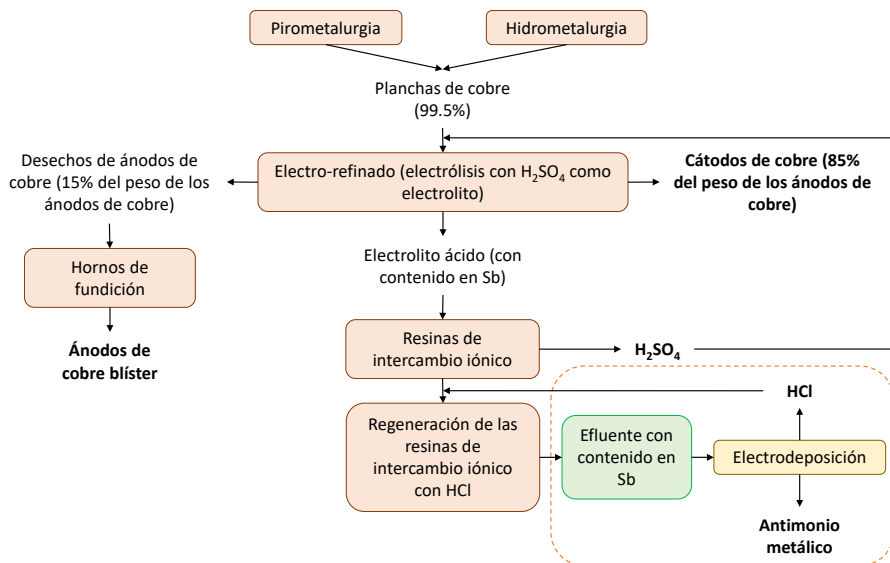 Pirometalurgia
Hidrometalurgia
Planchas de cobre
(99.5%)
Desechos de ánodos de
cobre (15% del peso de los
ánodos de cobre)
Electro-refinado (electrólisis con H₂SO₄ como
electrolito)
Cátodos de cobre (85%
del peso de los ánodos de
cobre)
Hornos de
fundición
Electrolito ácido (con
contenido en Sb)
Ánodos de
cobre blíster
Resinas de
intercambio iónico
H₂SO₄
HCl
Regeneración de las
resinas de
intercambio iónico
con HCl
Efluente con
contenido en
Sb
Electrodeposición
Antimonio
metálico